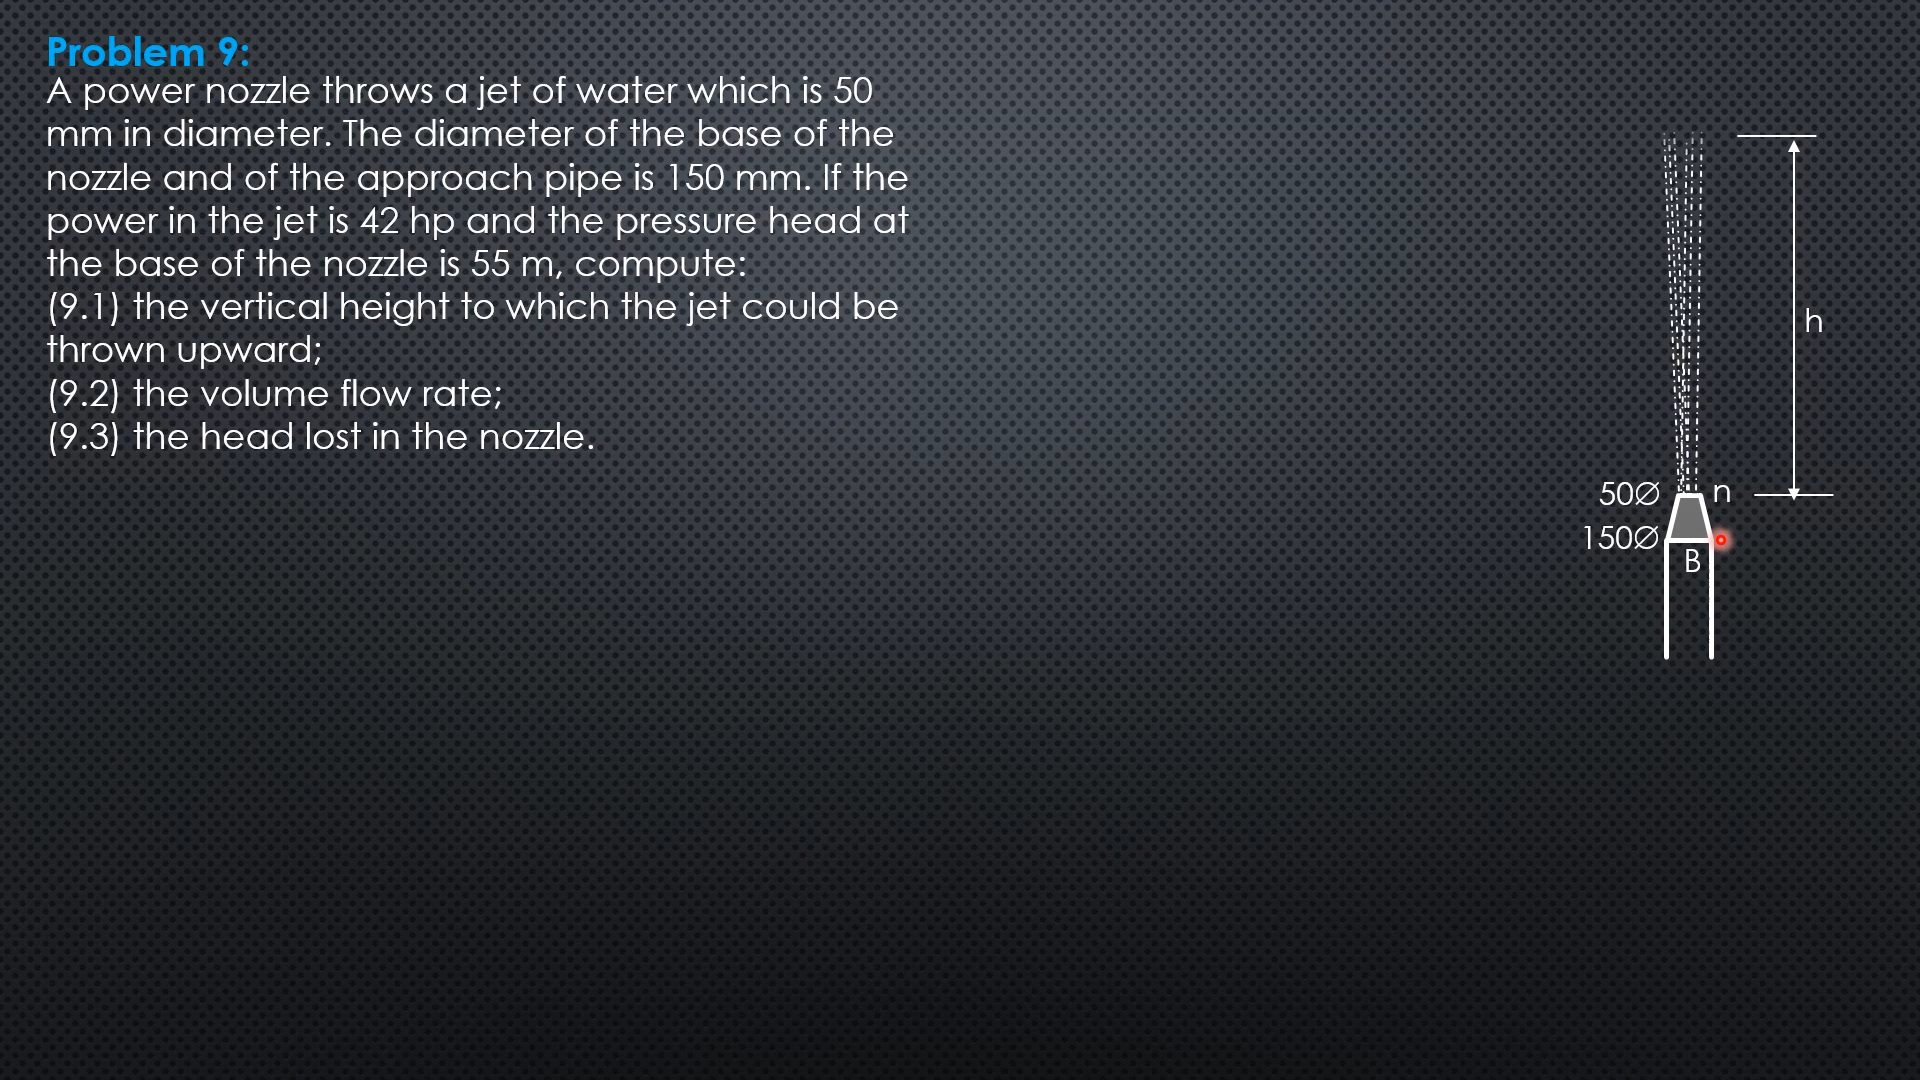 Problem 9:
A power nozzle throws a jet of water which is 50
mm in diameter. The diameter of the base of the
nozzle and of the approach pipe is 150 mm. If the
power in the jet is 42 hp and the pressure head at
the base of the nozzle is 55 m, compute:
(9.1) the vertical height to which the jet could be
thrown upward;
(9.2) the volume flow rate;
(9.3) the head lost in the nozzle.
h
50∅ n
150∅
B